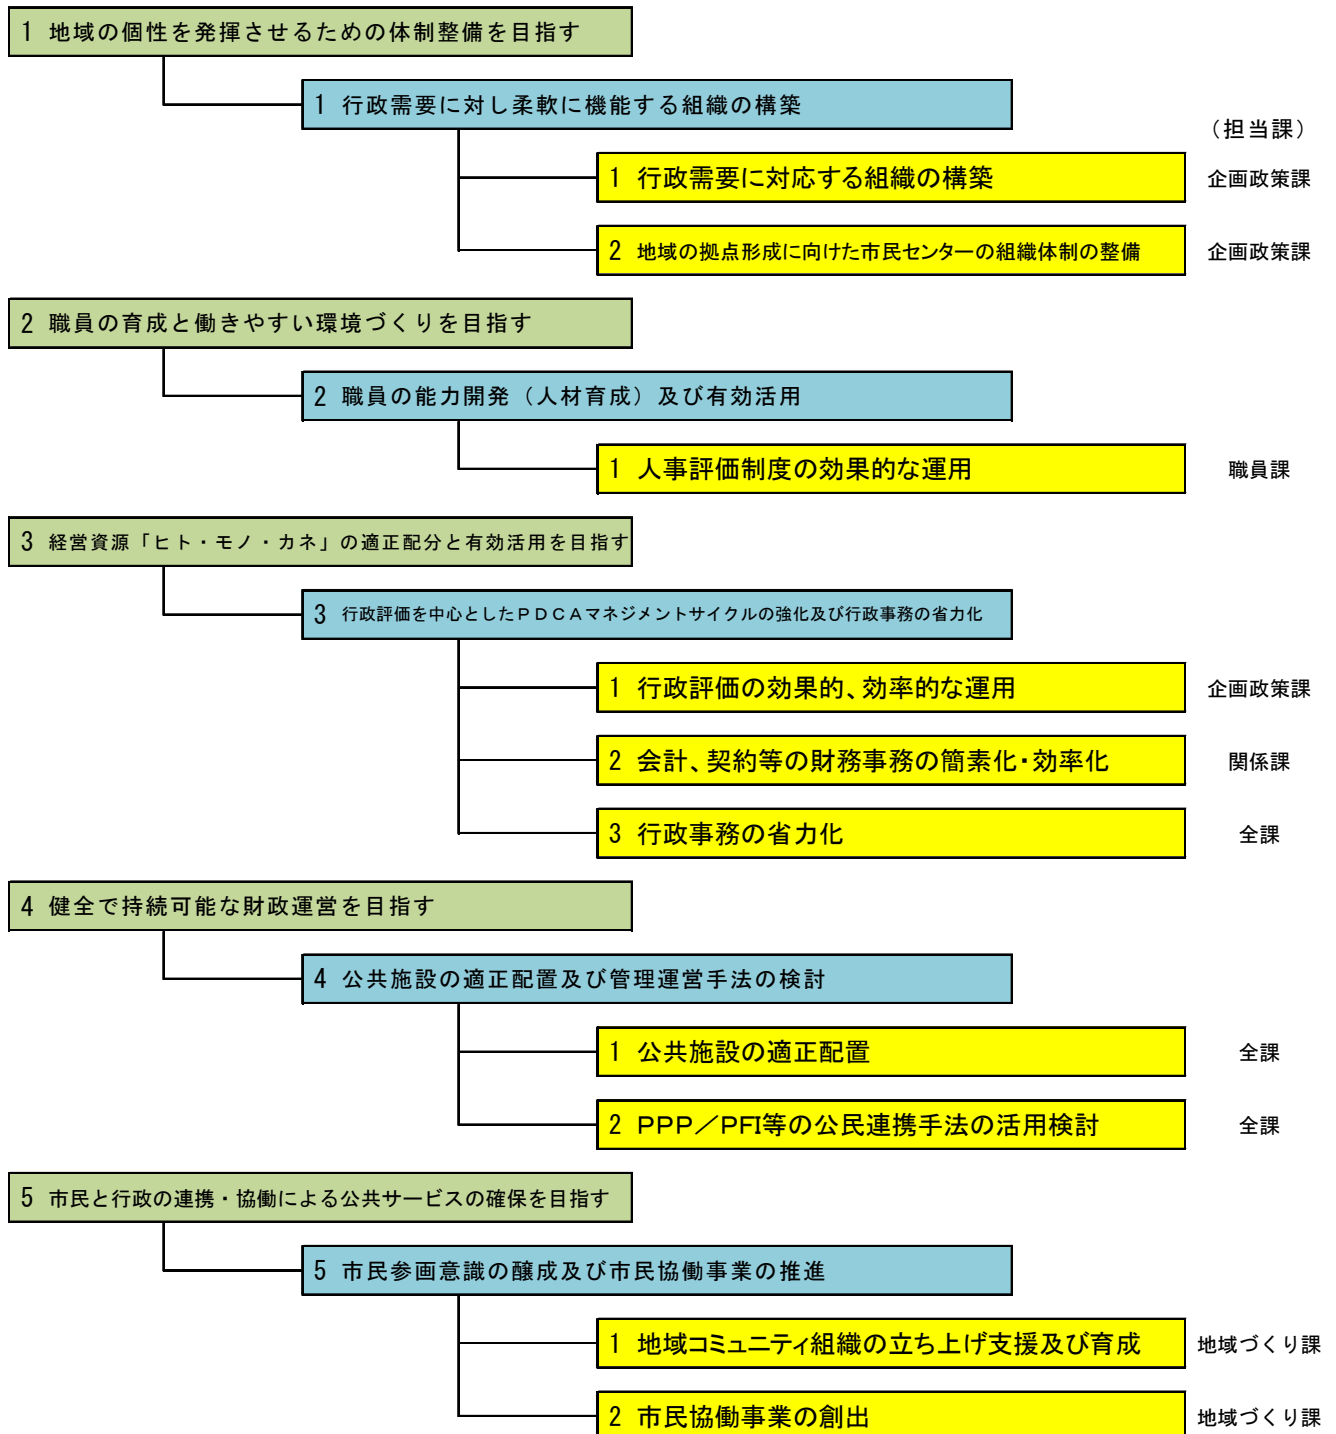 1 地域の個性を発揮させるための体制整備を目指す
1 行政需要に対し柔軟に機能する組織の構築
（担当課）
1 行政需要に対応する組織の構築 企画政策課
2 地域の拠点形成に向けた市民センターの組織体制の整備 企画政策課
2 職員の育成と働きやすい環境づくりを目指す
2 職員の能力開発（人材育成）及び有効活用
1 人事評価制度の効果的な運用 職員課
3 経営資源「ヒト・モノ・カネ」の適正配分と有効活用を目指す
3 行政評価を中心としたＰＤＣＡマネジメントサイクルの強化及び行政事務の省力化
1 行政評価の効果的、効率的な運用 企画政策課
2 会計、契約等の財務事務の簡素化・効率化 関係課
3 行政事務の省力化 全課
4 健全で持続可能な財政運営を目指す
4 公共施設の適正配置及び管理運営手法の検討
1 公共施設の適正配置 全課
2 PPP／PFI等の公民連携手法の活用検討 全課
5 市民と行政の連携・協働による公共サービスの確保を目指す
5 市民参画意識の醸成及び市民協働事業の推進
1 地域コミュニティ組織の立ち上げ支援及び育成 地域づくり課
2 市民協働事業の創出 地域づくり課